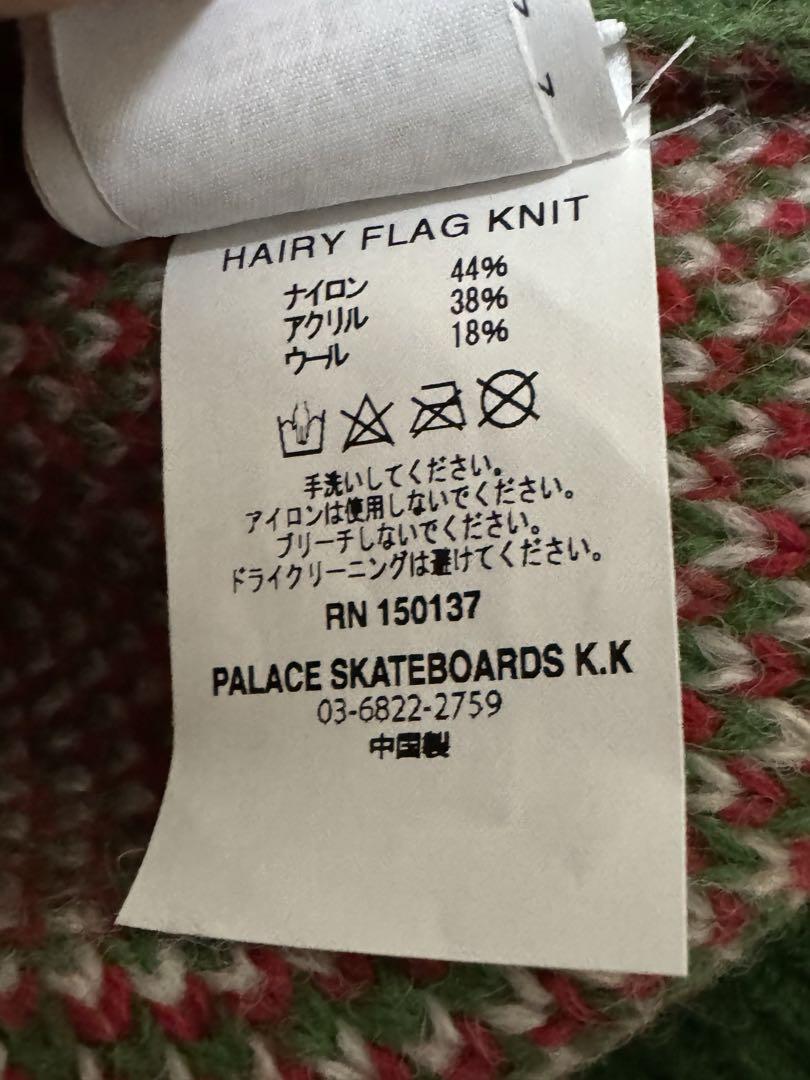 HAIRY FLAG KNIT
ナイロン 44%
アクリル 38%
ウール 18%
手洗いしてください。
アイロンは使用しないでください。
ブリーチしないでください。
ドライクリーニングは避けてください。
RN 150137
PALACE SKATEBOARDS K.K
03-6822-2759
中国製